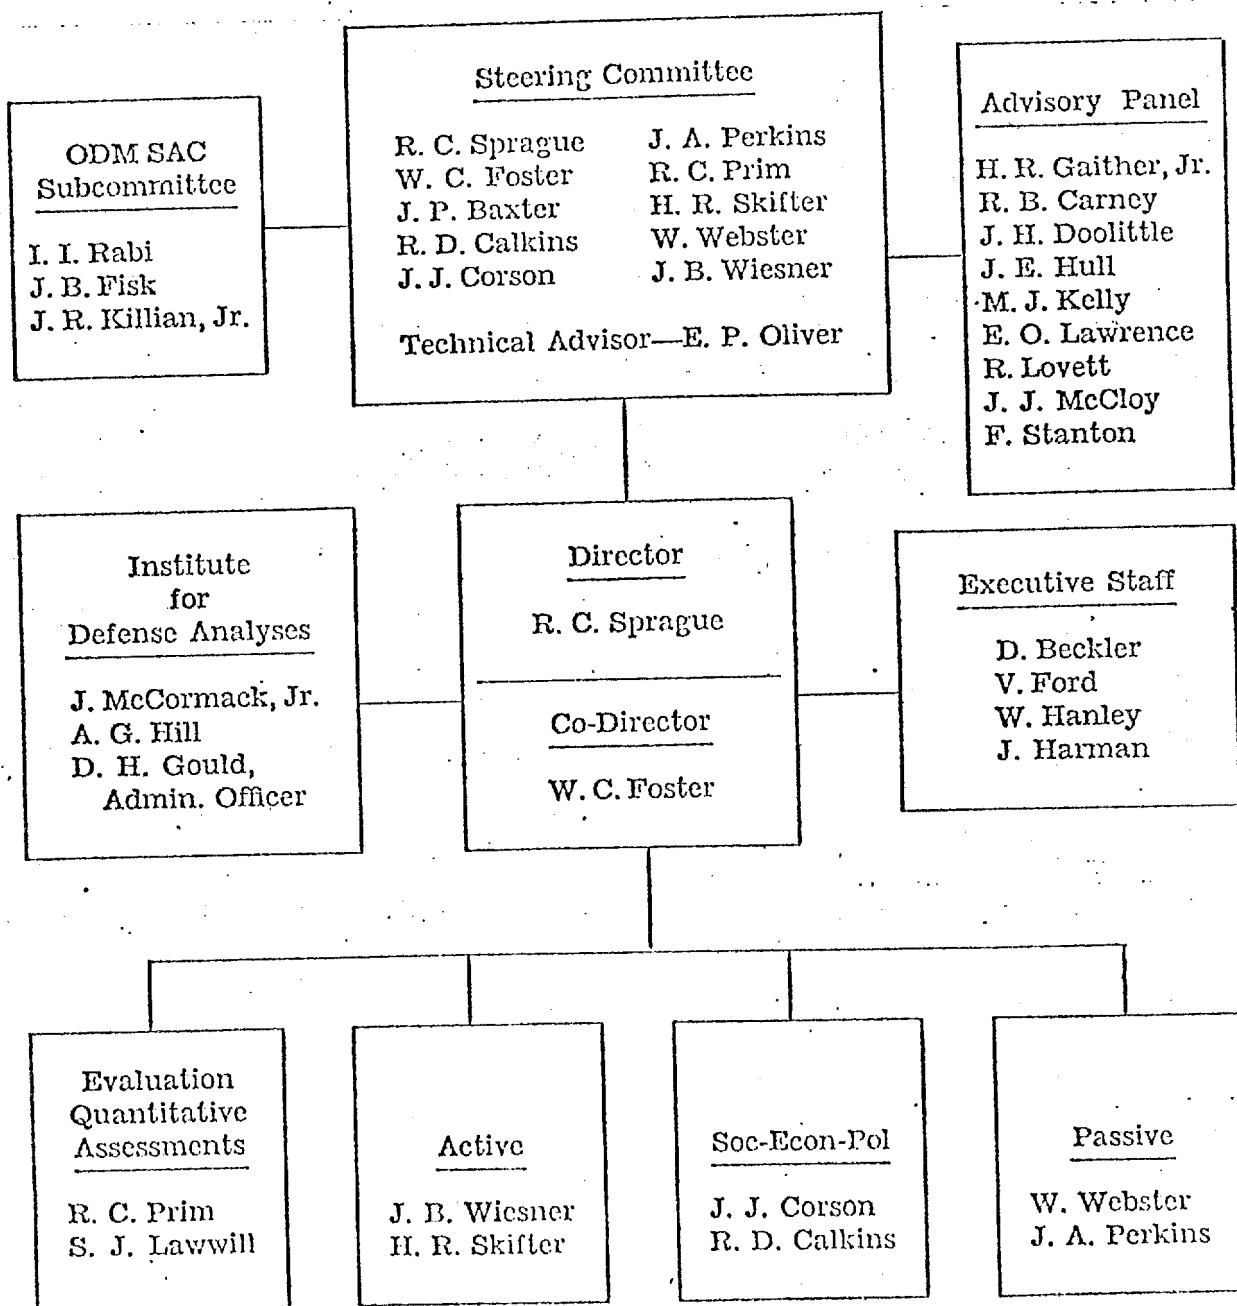 Steering Committee
R. C. Sprague
W. C. Foster
J. P. Baxter
R. D. Calkins
J. J. Corson
J. A. Perkins
R. C. Prim
H. R. Skifter
W. Webster
J. B. Wiesner
Technical Advisor—E. P. Oliver
ODM SAC
Subcommittee
I. I. Rabi
J. B. Fisk
J. R. Killian, Jr.
Advisory Panel
H. R. Gaither, Jr.
R. B. Carney
J. H. Doolittle
J. E. Hull
M. J. Kelly
E. O. Lawrence
R. Lovett
J. J. McCloy
F. Stanton
Institute
for
Defense Analyses
J. McCormack, Jr.
A. G. Hill
D. H. Gould,
Admin. Officer
Director
R. C. Sprague
Co-Director
W. C. Foster
Executive Staff
D. Beckler
V. Ford
W. Hanley
J. Harman
Evaluation
Quantitative
Assessments
R. C. Prim
S. J. Lawwill
Active
J. B. Wiesner
H. R. Skifter
Soc-Econ-Pol
J. J. Corson
R. D. Calkins
Passive
W. Webster
J. A. Perkins